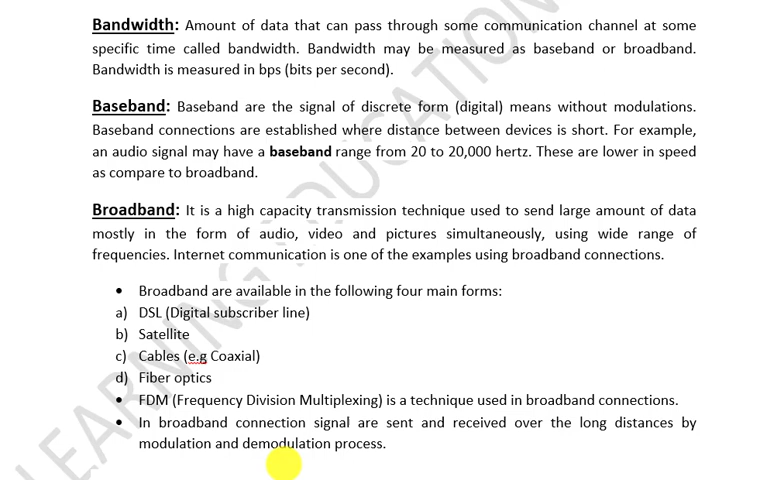 Bandwidth: Amount of data that can pass through some communication channel at some
specific time called bandwidth. Bandwidth may be measured as baseband or broadband.
Bandwidth is measured in bps (bits per second).
Baseband: Baseband are the signal of discrete form (digital) means without modulations.
Baseband connections are established where distance between devices is short. For example,
an audio signal may have a baseband range from 20 to 20,000 hertz. These are lower in speed
as compare to broadband.
Broadband: It is a high capacity transmission technique used to send large amount of data
mostly in the form of audio, video and pictures simultaneously, using wide range of
frequencies. Internet communication is one of the examples using broadband connections.
• Broadband are available in the following four main forms:
a) DSL (Digital subscriber line)
b) Satellite
c) Cables (e.g Coaxial)
d) Fiber optics
• FDM (Frequency Division Multiplexing) is a technique used in broadband connections.
• In broadband connection signal are sent and received over the long distances by
modulation and demodulation process.
LEARNING EDUCATION